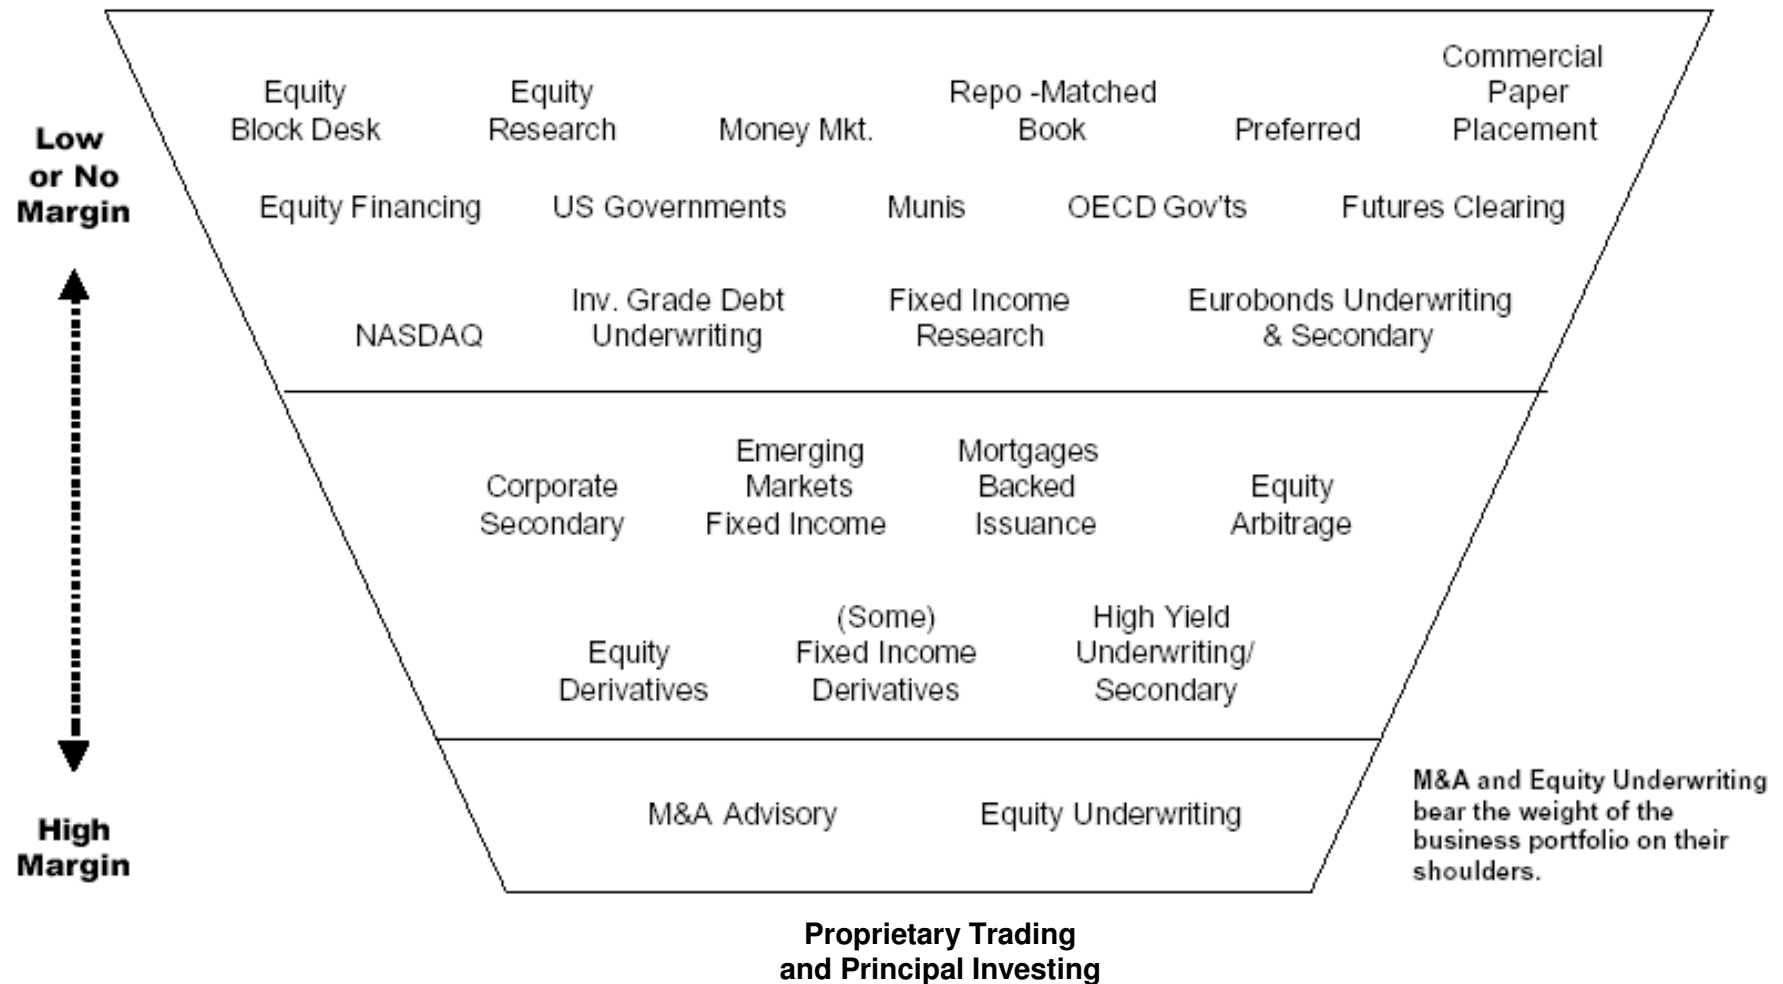 Low
or No
Margin
Equity
Block Desk
Equity
Research
Money Mkt.
Repo -Matched
Book
Preferred
Commercial
Paper
Placement
Equity Financing
US Governments
Munis
OECD Gov'ts
Futures Clearing
NASDAQ
Inv. Grade Debt
Underwriting
Fixed Income
Research
Eurobonds Underwriting
& Secondary
Corporate
Secondary
Emerging
Markets
Fixed Income
Mortgages
Backed
Issuance
Equity
Arbitrage
Equity
Derivatives
(Some)
Fixed Income
Derivatives
High Yield
Underwriting/
Secondary
High
Margin
M&A Advisory
Equity Underwriting
M&A and Equity Underwriting
bear the weight of the
business portfolio on their
shoulders.
Proprietary Trading
and Principal Investing